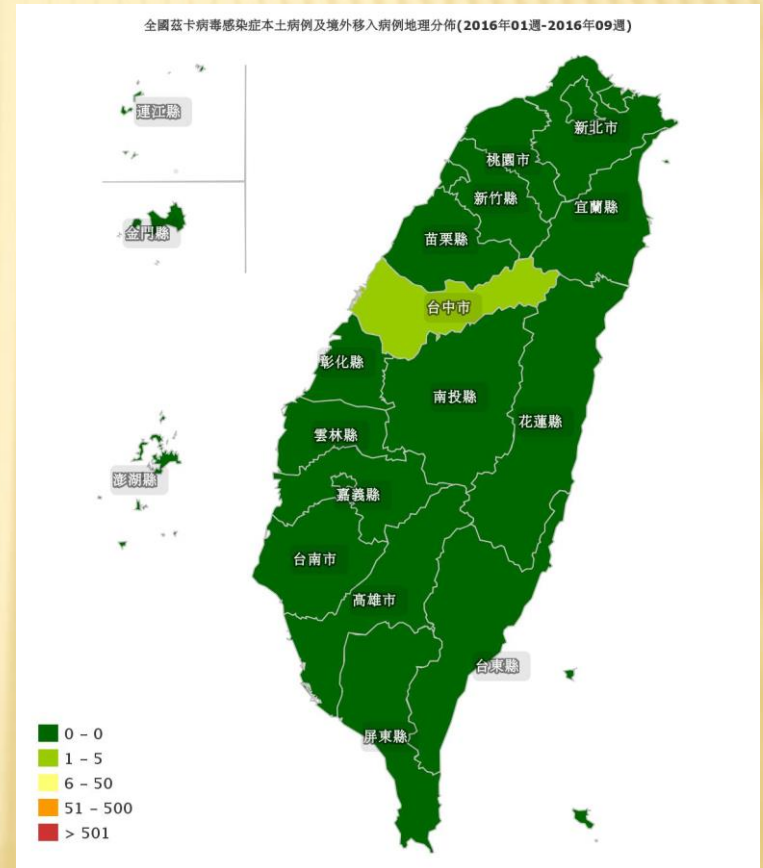 全國茲卡病毒感染症本土病例及境外移入病例地理分佈(2016年01週-2016年09週)
連江縣
新北市
桃園市
新竹縣
宜蘭縣
金門縣
苗栗縣
台中市
彰化縣
南投縣
花蓮縣
雲林縣
澎湖縣
嘉義縣
台南市
高雄市
台東縣
屏東縣
0 - 0
1 - 5
6 - 50
51 - 500
> 501